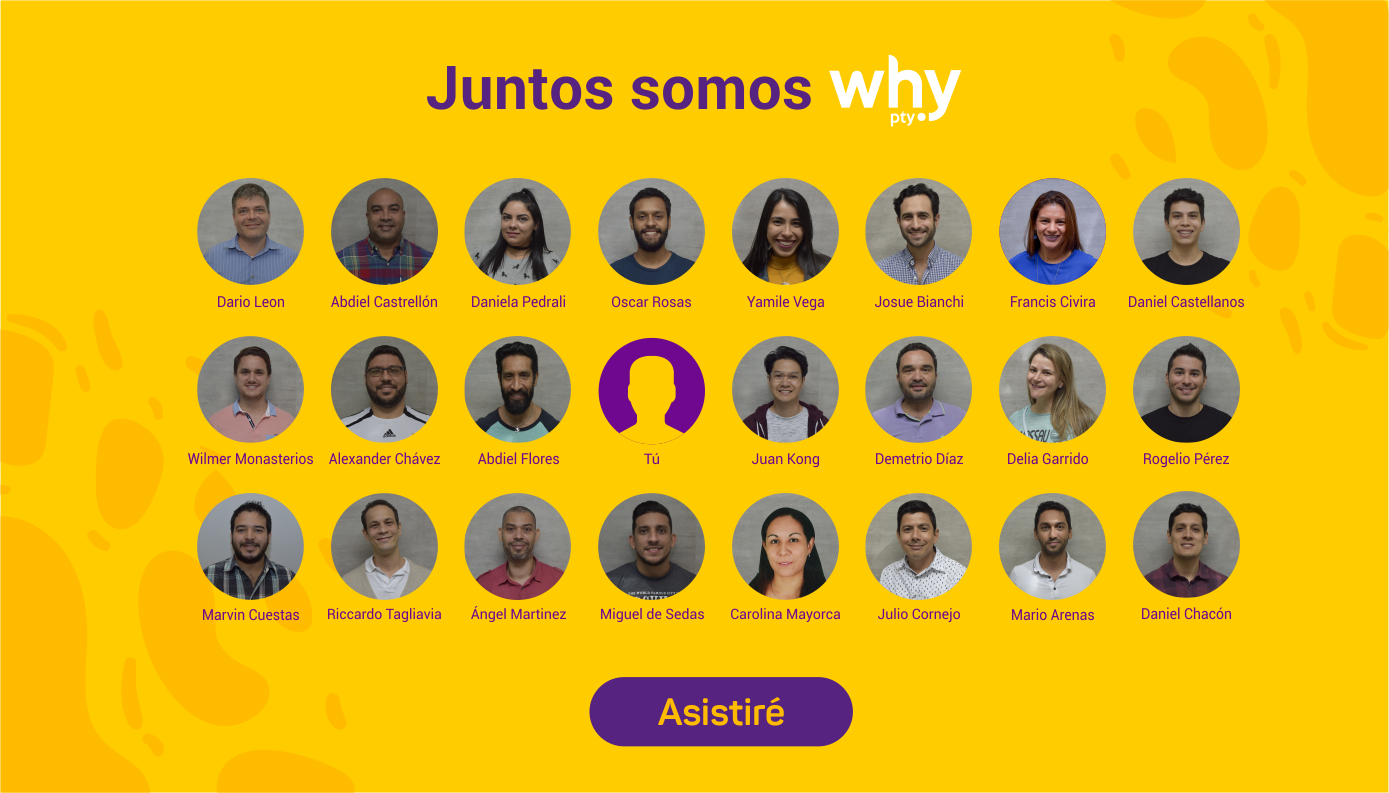 Juntos somos why
pty
Dario Leon Abdiel Castrellón Daniela Pedrali Oscar Rosas Yamile Vega Josue Bianchi Francis Civira Daniel Castellanos
Wilmer Monasterios Alexander Chávez Abdiel Flores Tú Juan Kong Demetrio Díaz Delia Garrido Rogelio Pérez
Marvin Cuestas Riccardo Tagliavia Ángel Martinez Miguel de Sedas Carolina Mayorca Julio Cornejo Mario Arenas Daniel Chacón
Asistiré